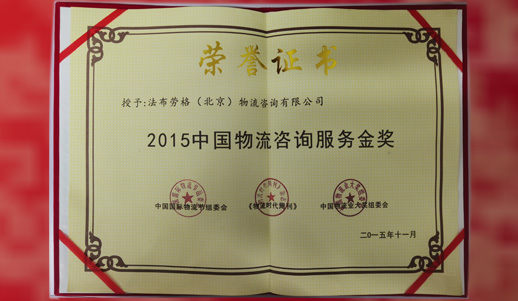 荣誉证书
授予:法布劳格（北京）物流咨询有限公司
2015中国物流咨询服务金奖
中国国际物流节组委会 《物流时代周刊》 中国物流业大奖组委会
二〇一五年十一月